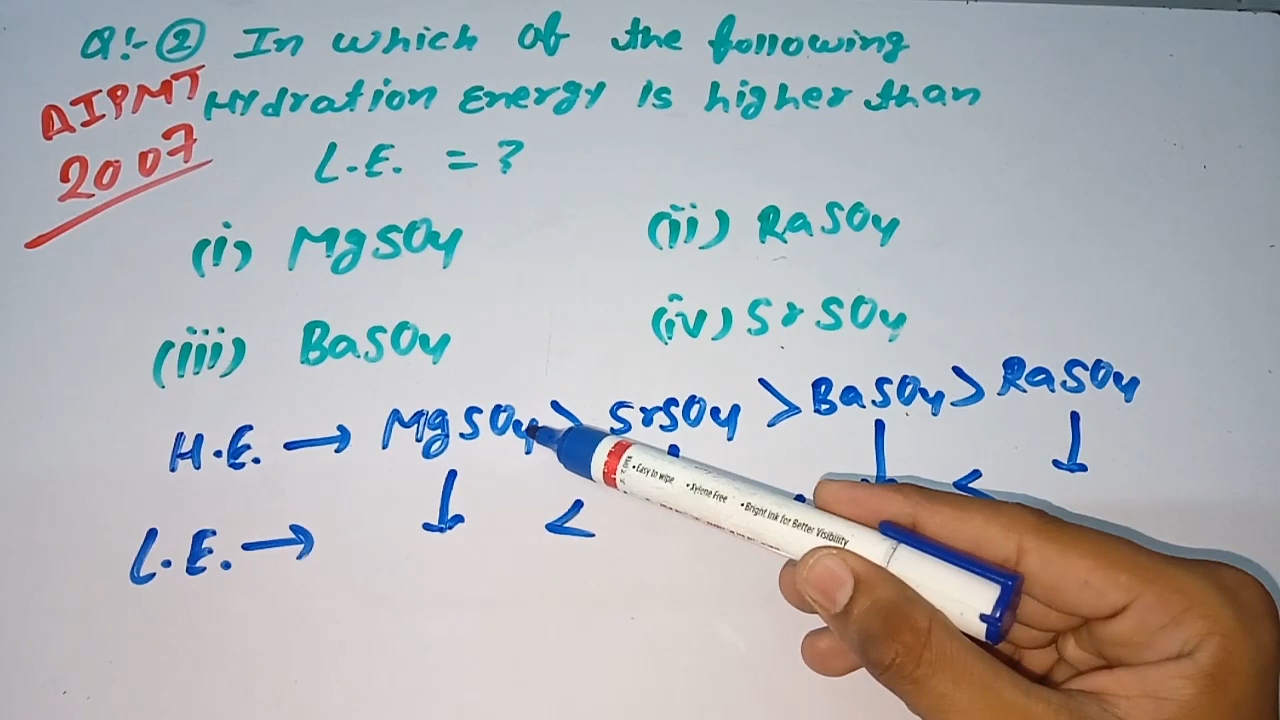 Q:- ② In which of the following
AIPMT 2007
Hydration Energy is higher than
L.E. = ?
(i) MgSO4
(ii) RaSO4
(iii) BaSO4
(iv) SrSO4
H.E. → MgSO4 > SrSO4 > BaSO4 > RaSO4
L.E. → < <
• Easy to wipe • Xylene Free • Bright Ink for Better Visibility